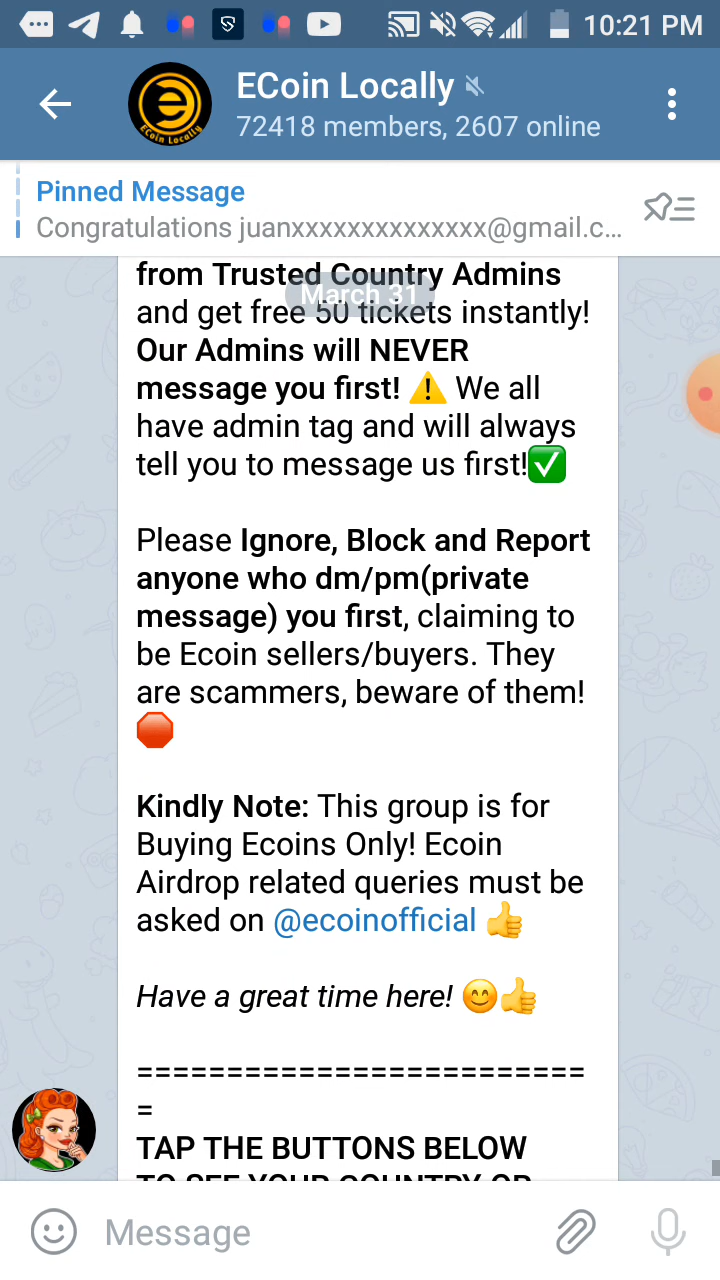 10:21 PM
ECoin Locally
72418 members, 2607 online
Pinned Message
Congratulations juanxxxxxxxxxxxxxx@gmail.c...
from Trusted Country Admins
March 31
and get free 50 tickets instantly!
Our Admins will NEVER
message you first! ⚠️ We all
have admin tag and will always
tell you to message us first!✅
Please Ignore, Block and Report
anyone who dm/pm(private
message) you first, claiming to
be Ecoin sellers/buyers. They
are scammers, beware of them!
🛑
Kindly Note: This group is for
Buying Ecoins Only! Ecoin
Airdrop related queries must be
asked on @ecoinofficial 👍
Have a great time here! 😊👍
=========================
=
TAP THE BUTTONS BELOW
TO SEE YOUR COUNTRY OR
Message